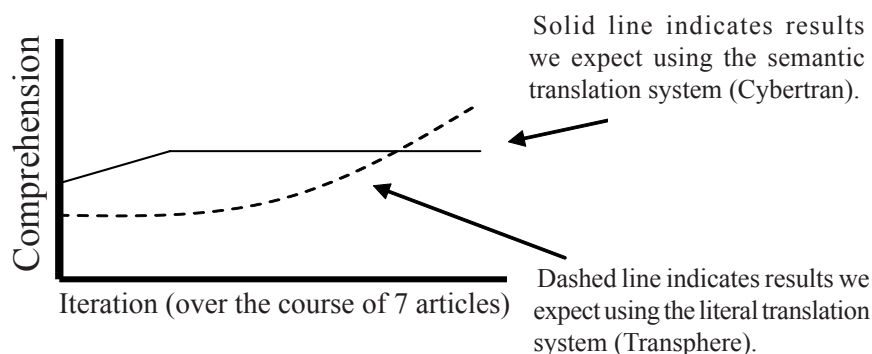 Solid line indicates results
we expect using the semantic
translation system (Cybertran).
Comprehension
Iteration (over the course of 7 articles)
Dashed line indicates results we
expect using the literal translation
system (Transphere).